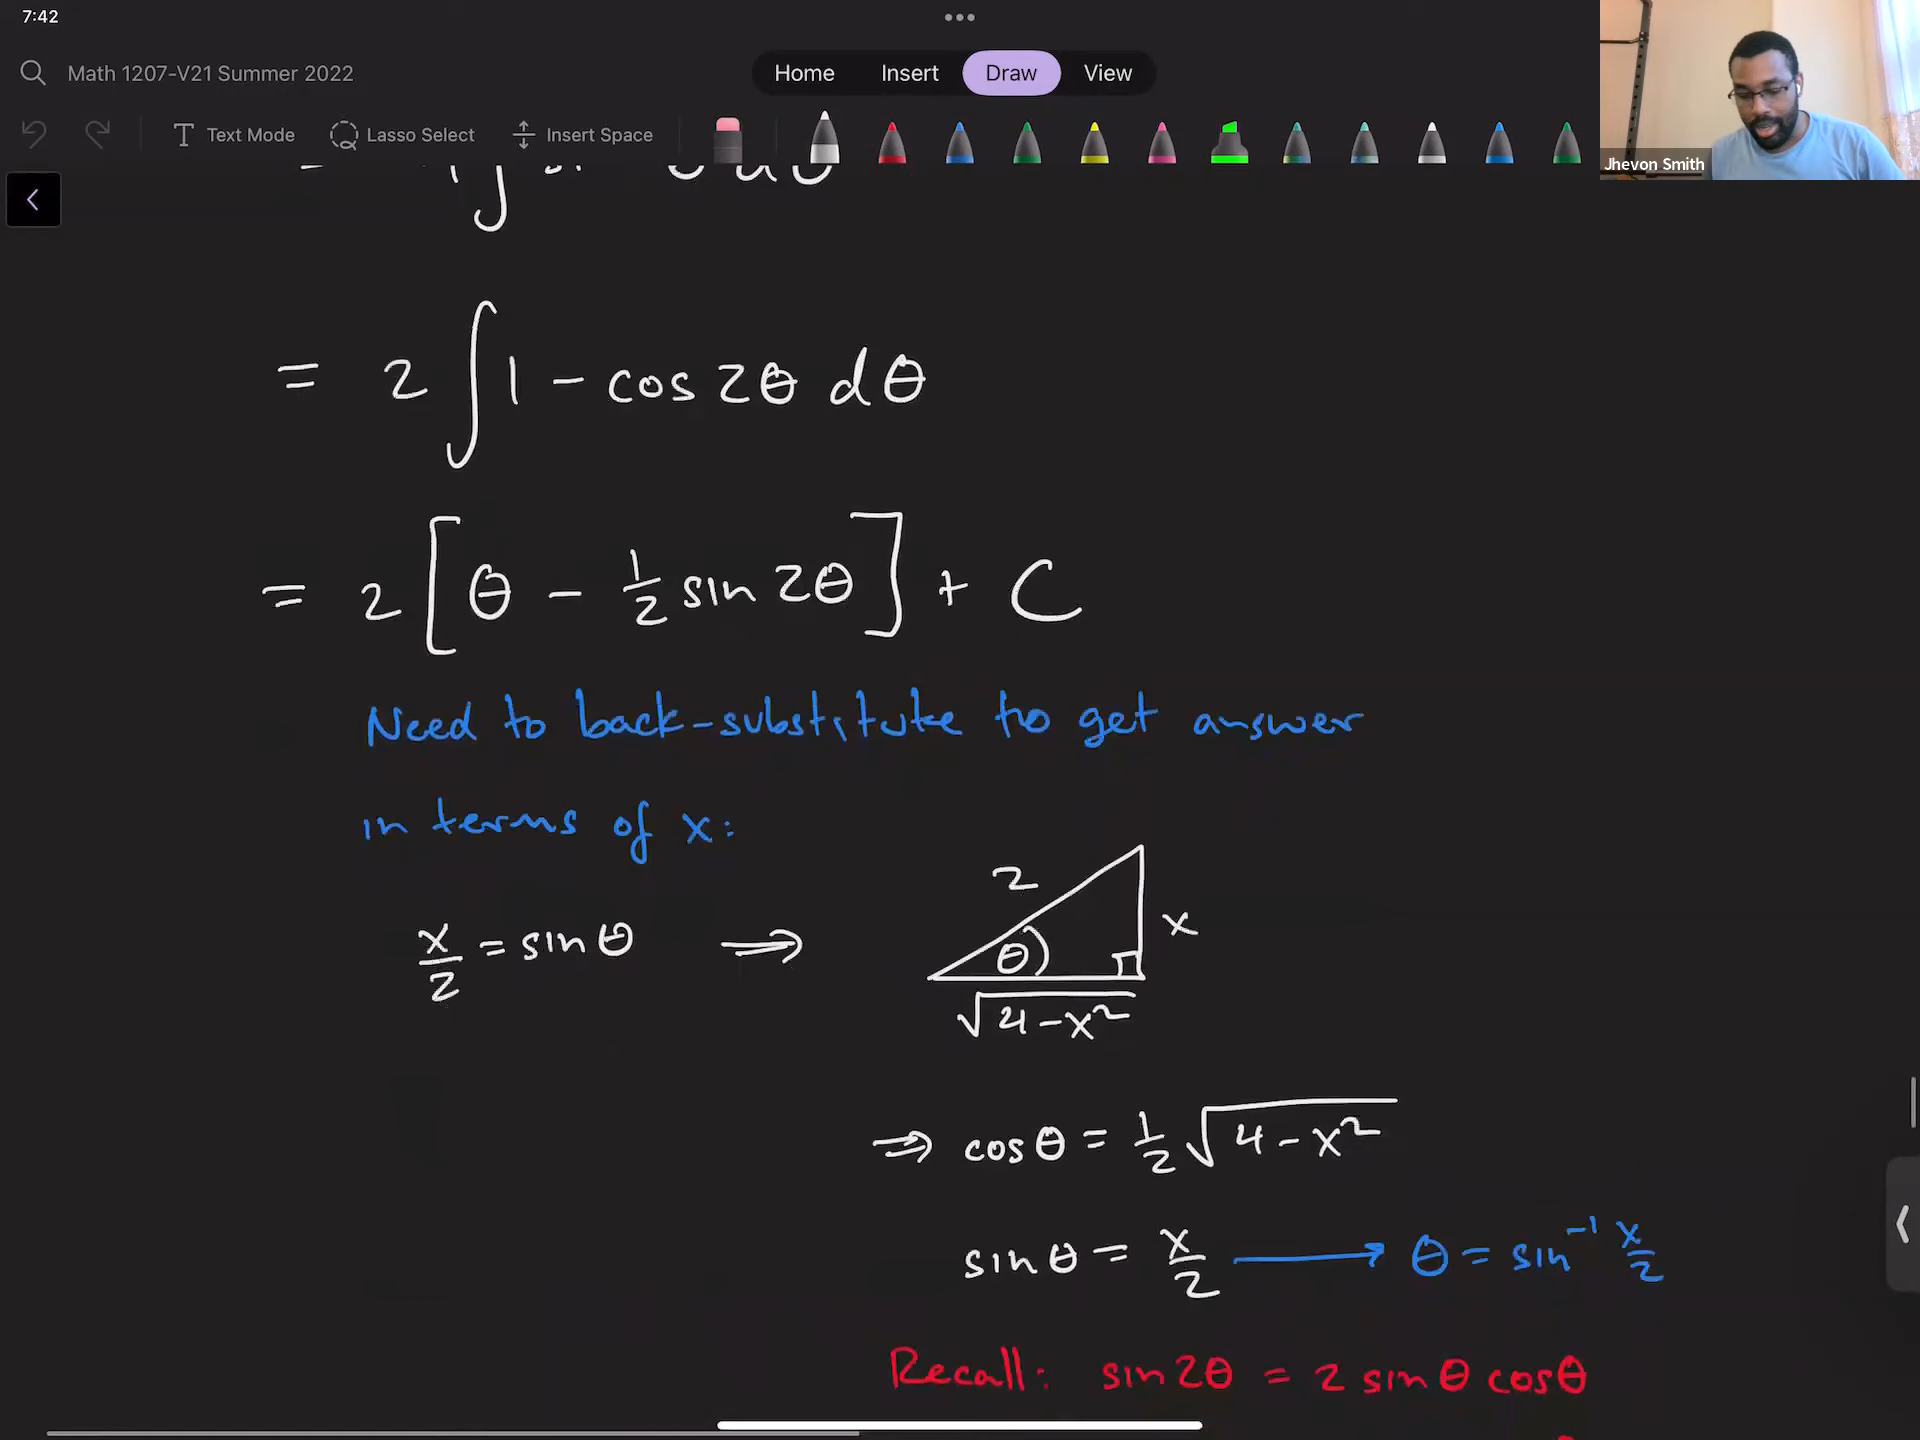 7:42
Math 1207-V21 Summer 2022
Home Insert Draw View
Text Mode Lasso Select Insert Space
Jhevon Smith
= 2 ∫ 1 - cos 2θ dθ
= 2 [θ - 1/2 sin 2θ] + C
Need to back-substitute to get answer
in terms of x:
x/2 = sin θ ⇒
2
x
θ
√(4-x²)
⇒ cos θ = 1/2 √(4-x²)
sin θ = x/2 → θ = sin⁻¹ x/2
Recall: sin 2θ = 2 sin θ cos θ